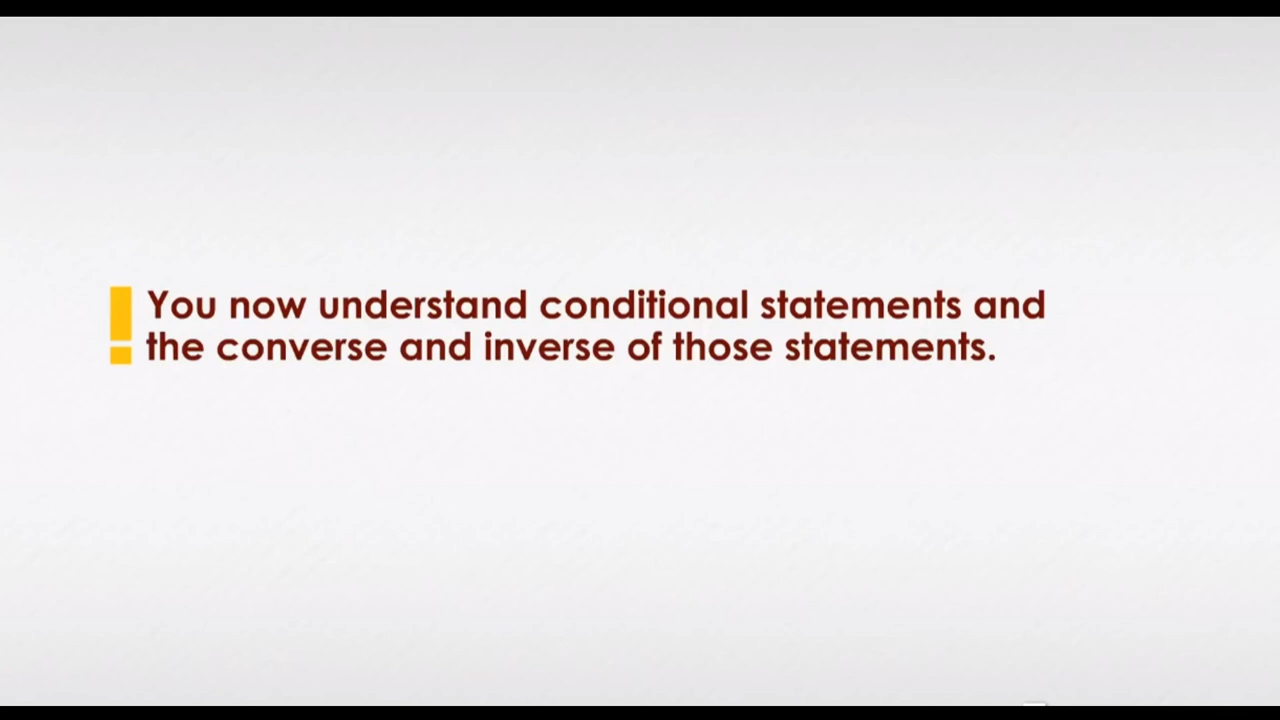 You now understand conditional statements and
the converse and inverse of those statements.